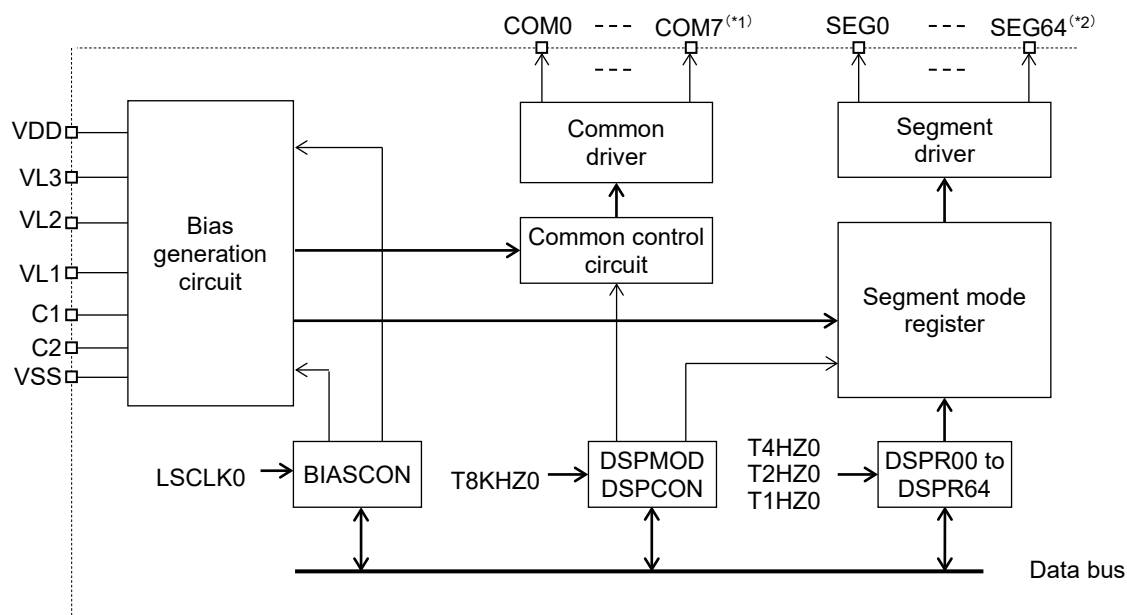 COM0 --- COM7(*1) SEG0 --- SEG64(*2)
--- ---
VDD
VL3
VL2
VL1
C1
C2
VSS
Bias
generation
circuit
Common
driver
Segment
driver
Common control
circuit
Segment mode
register
LSCLK0
BIASCON
T8KHZ0
DSPMOD
DSPCON
T4HZ0
T2HZ0
T1HZ0
DSPR00 to
DSPR64
Data bus